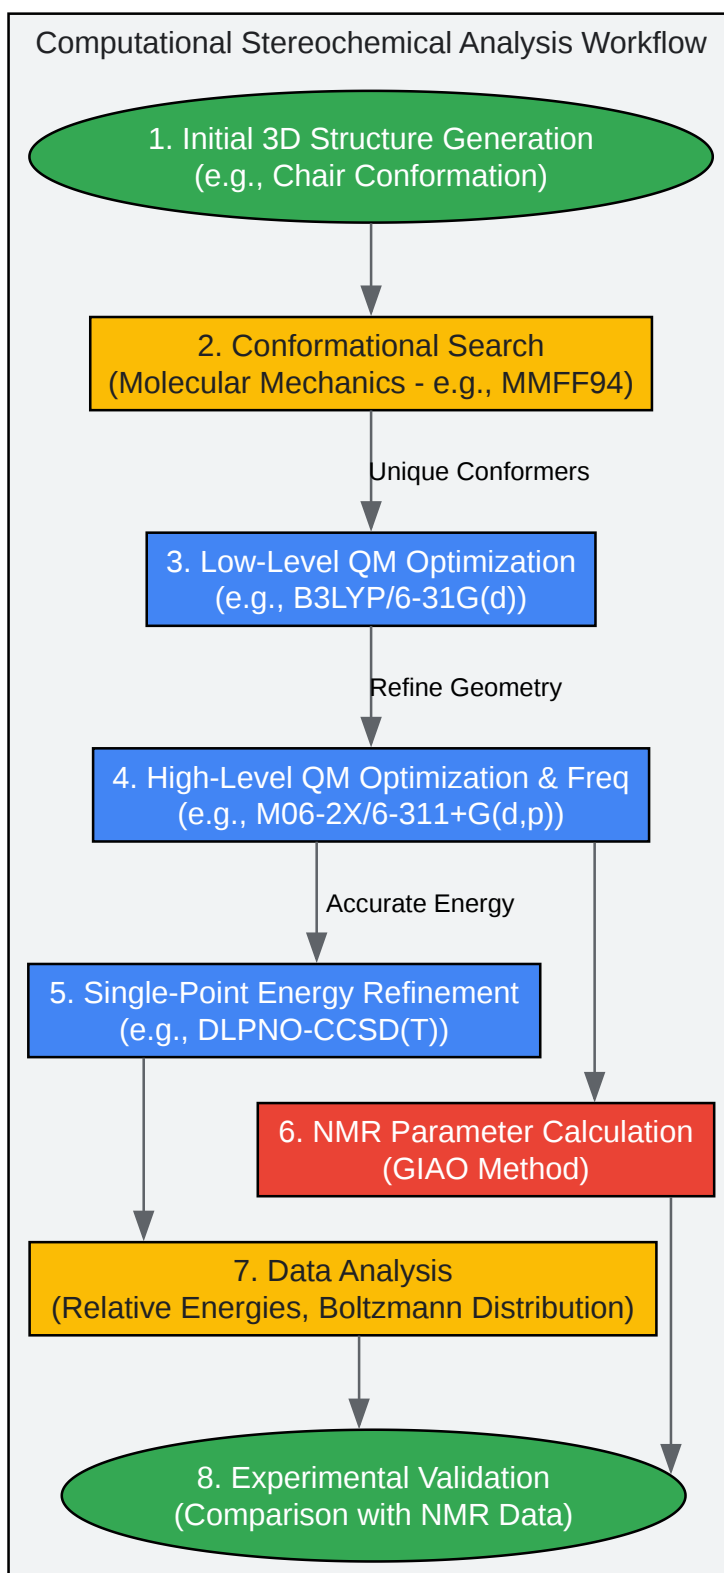 Computational Stereochemical Analysis Workflow
1. Initial 3D Structure Generation
(e.g., Chair Conformation)
2. Conformational Search
(Molecular Mechanics - e.g., MMFF94)
Unique Conformers
3. Low-Level QM Optimization
(e.g., B3LYP/6-31G(d))
Refine Geometry
4. High-Level QM Optimization & Freq
(e.g., M06-2X/6-311+G(d,p))
Accurate Energy
5. Single-Point Energy Refinement
(e.g., DLPNO-CCSD(T))
6. NMR Parameter Calculation
(GIAO Method)
7. Data Analysis
(Relative Energies, Boltzmann Distribution)
8. Experimental Validation
(Comparison with NMR Data)